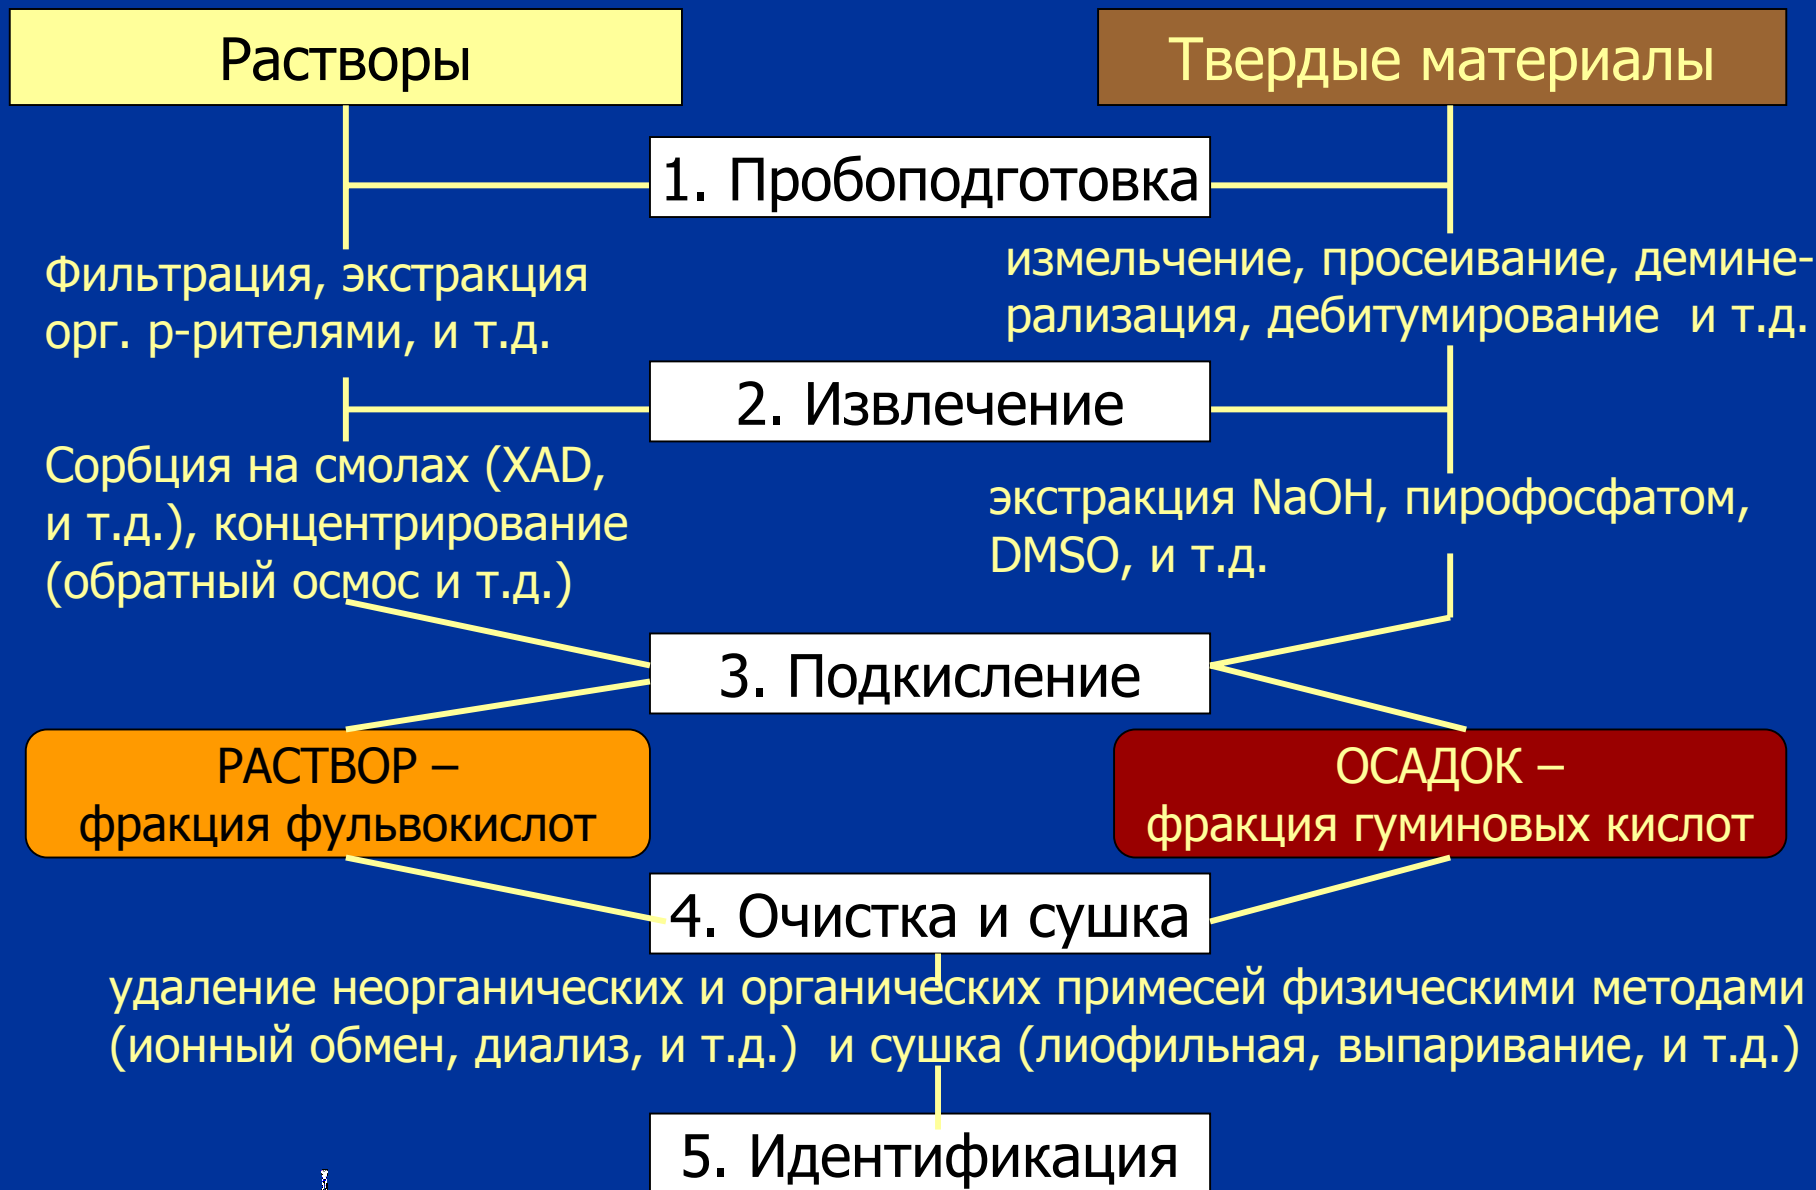 Растворы
Твердые материалы
1. Пробоподготовка
Фильтрация, экстракция
орг. р-рителями, и т.д.
измельчение, просеивание, демине-
рализация, дебитумирование и т.д.
2. Извлечение
Сорбция на смолах (XAD,
и т.д.), концентрирование
(обратный осмос и т.д.)
экстракция NaOH, пирофосфатом,
DMSO, и т.д.
3. Подкисление
РАСТВОР –
фракция фульвокислот
ОСАДОК –
фракция гуминовых кислот
4. Очистка и сушка
удаление неорганических и органических примесей физическими методами
(ионный обмен, диализ, и т.д.) и сушка (лиофильная, выпаривание, и т.д.)
5. Идентификация